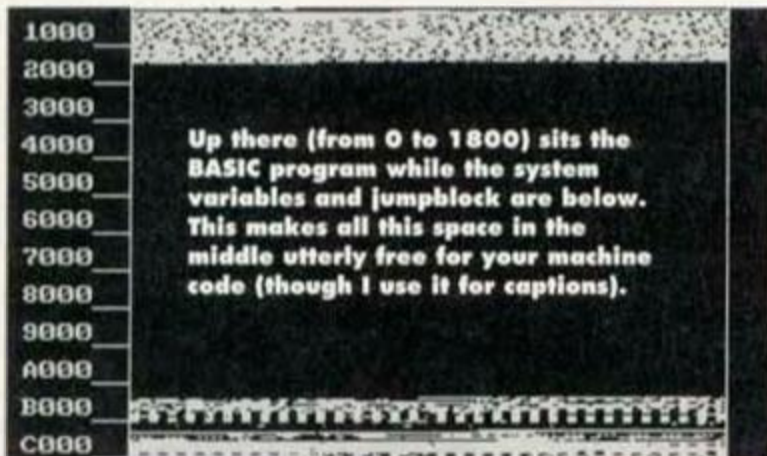 1000
2000
3000
4000
5000
6000
7000
8000
9000
A000
B000
C000
Up there (from 0 to 1800) sits the
BASIC program while the system
variables and jumpblock are below.
This makes all this space in the
middle utterly free for your machine
code (though I use it for captions).